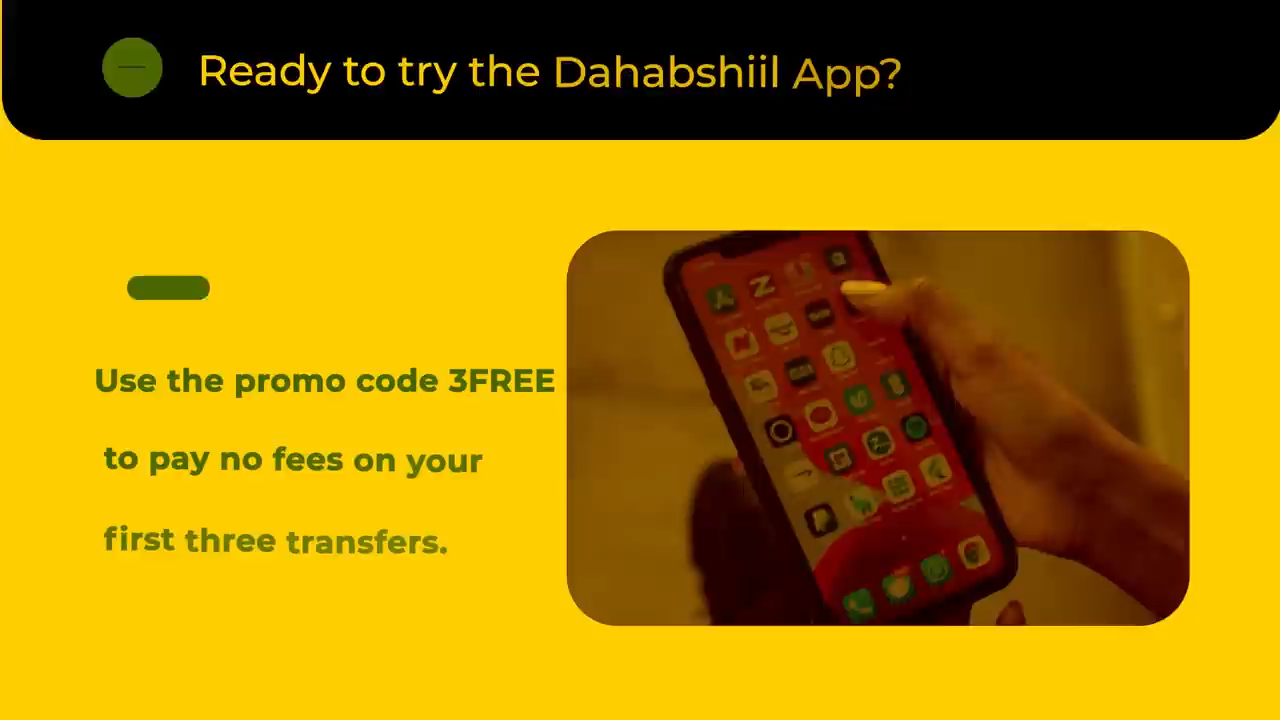 Ready to try the Dahabshiil App?
Use the promo code 3FREE
to pay no fees on your
first three transfers.